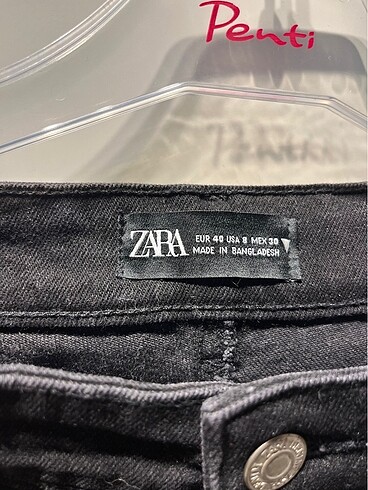 Penti
ZARA
EUR 40 USA 8 MEX 30
MADE IN BANGLADESH